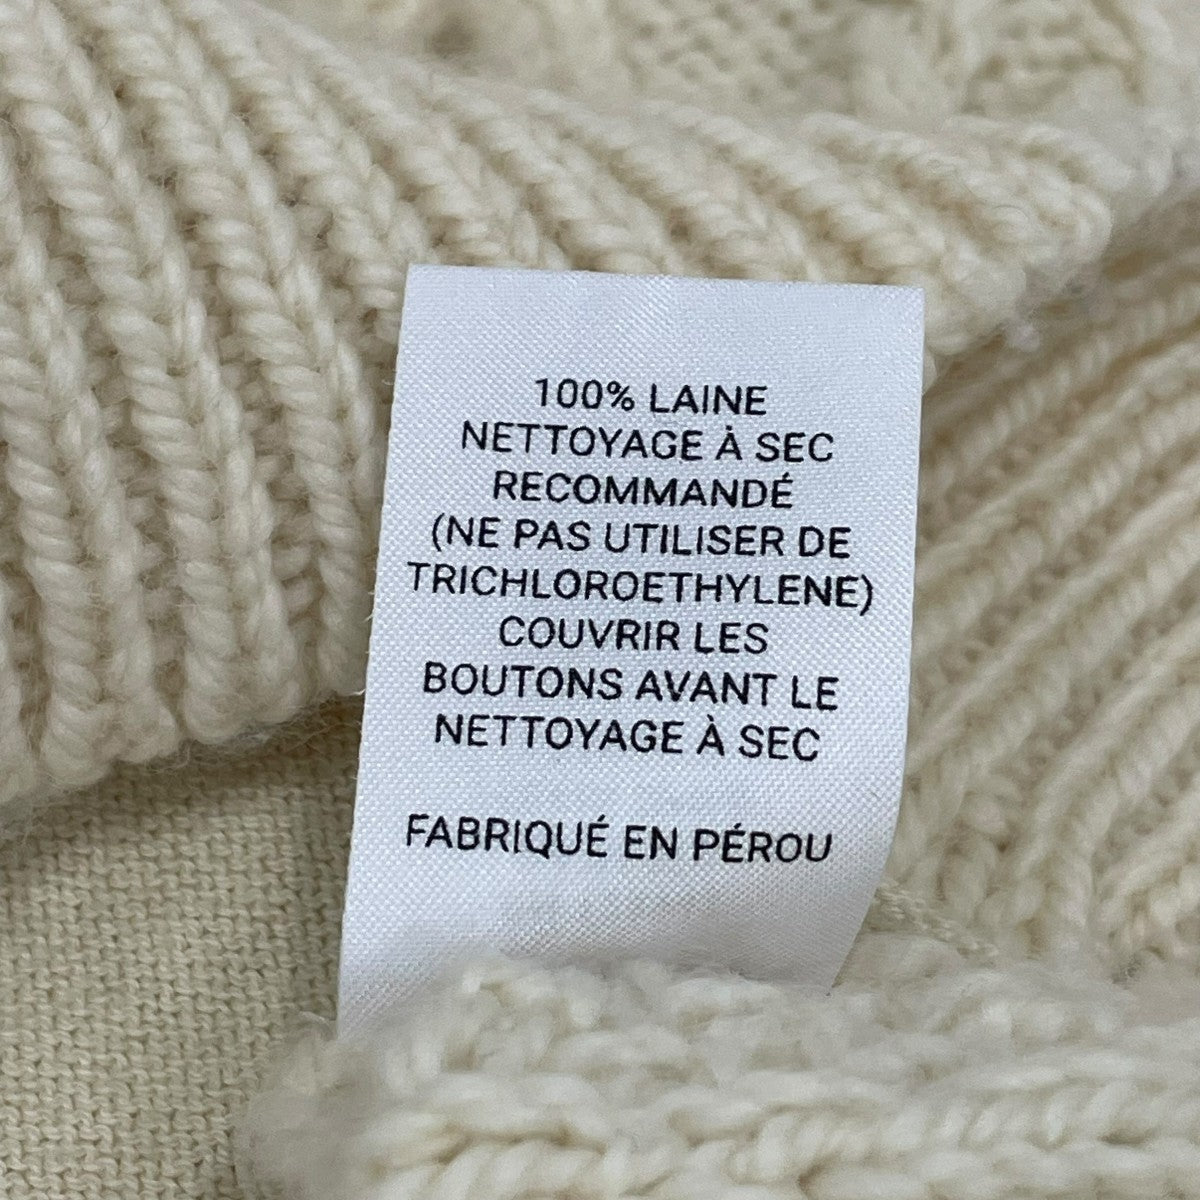 100% LAINE
NETTOYAGE À SEC
RECOMMANDÉ
(NE PAS UTILISER DE
TRICHLOROETHYLENE)
COUVRIR LES
BOUTONS AVANT LE
NETTOYAGE À SEC
FABRIQUÉ EN PÉROU